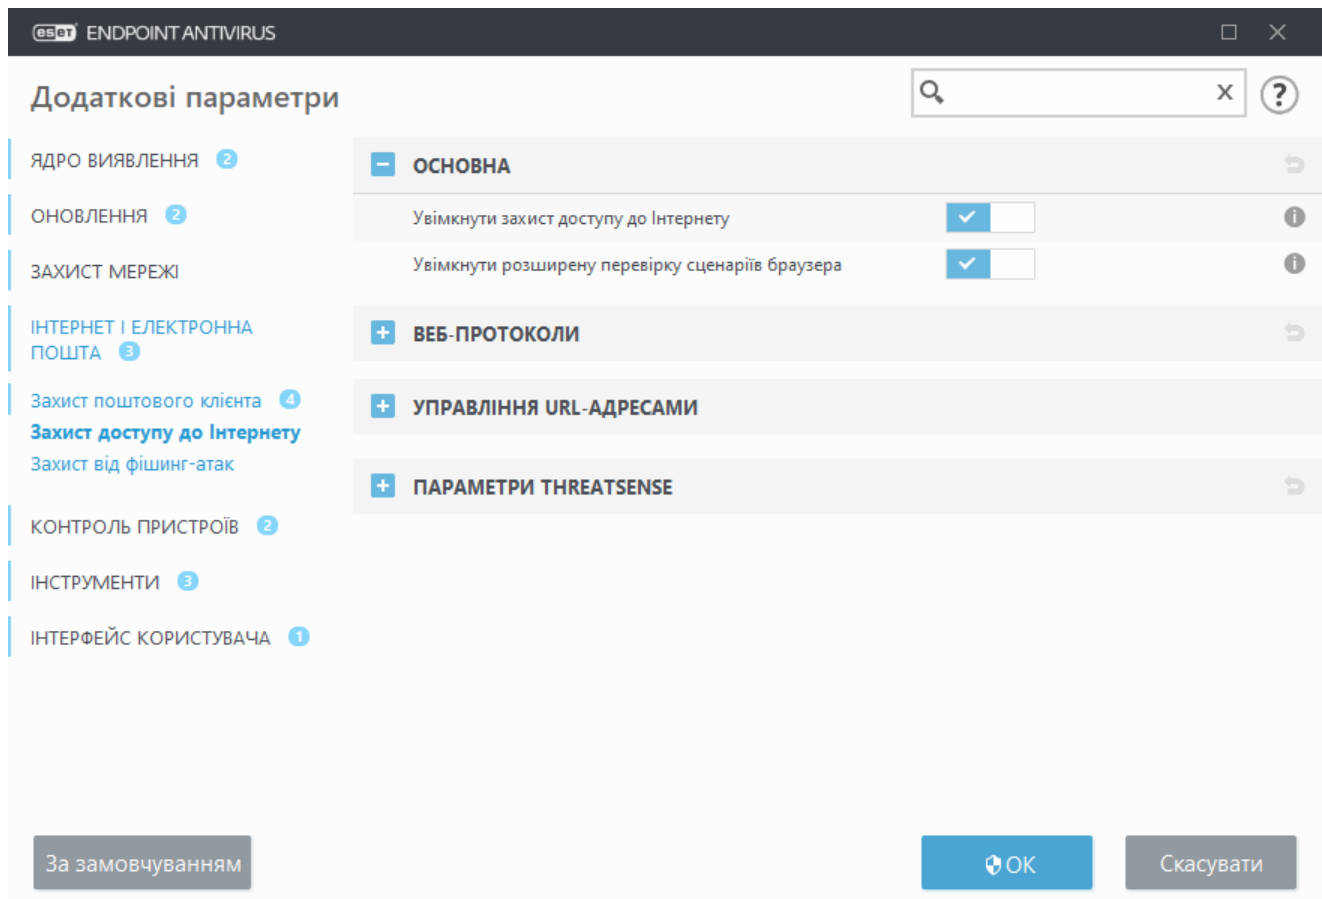 eset ENDPOINT ANTIVIRUS
Додаткові параметри
x
?
ЯДРО ВИЯВЛЕННЯ 2
ОНОВЛЕННЯ 2
ЗАХИСТ МЕРЕЖІ
ІНТЕРНЕТ І ЕЛЕКТРОННА
ПОШТА 3
Захист поштового клієнта 4
Захист доступу до Інтернету
Захист від фішинг-атак
КОНТРОЛЬ ПРИСТРОЇВ 2
ІНСТРУМЕНТИ 3
ІНТЕРФЕЙС КОРИСТУВАЧА 1
ОСНОВНА
Увімкнути захист доступу до Інтернету
Увімкнути розширену перевірку сценаріїв браузера
ВЕБ-ПРОТОКОЛИ
УПРАВЛІННЯ URL-АДРЕСАМИ
ПАРАМЕТРИ THREATSENSE
За замовчуванням
ОК
Скасувати